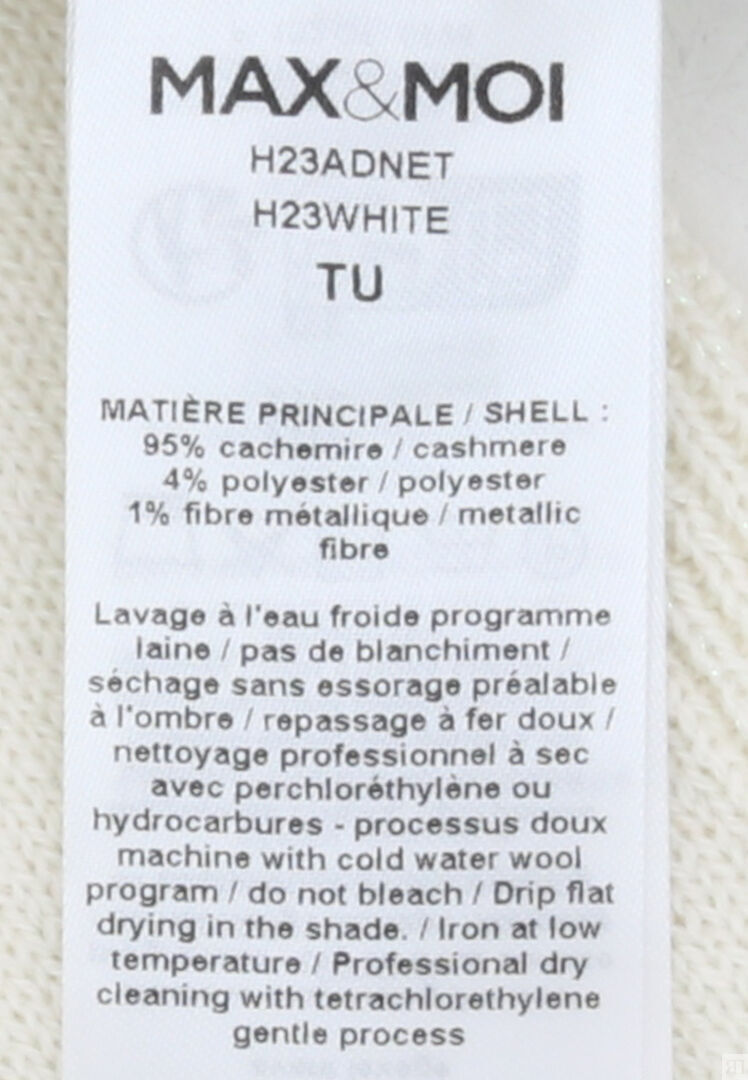 MAX&MOI
H23ADNET
H23WHITE
TU
MATIÈRE PRINCIPALE / SHELL :
95% cachemire / cashmere
4% polyester / polyester
1% fibre métallique / metallic
fibre
Lavage à l'eau froide programme
laine / pas de blanchiment /
séchage sans essorage préalable
à l'ombre / repassage à fer doux /
nettoyage professionnel à sec
avec perchloréthylène ou
hydrocarbures - processus doux
machine with cold water wool
program / do not bleach / Drip flat
drying in the shade. / Iron at low
temperature / Professional dry
cleaning with tetrachlorethylene
gentle process